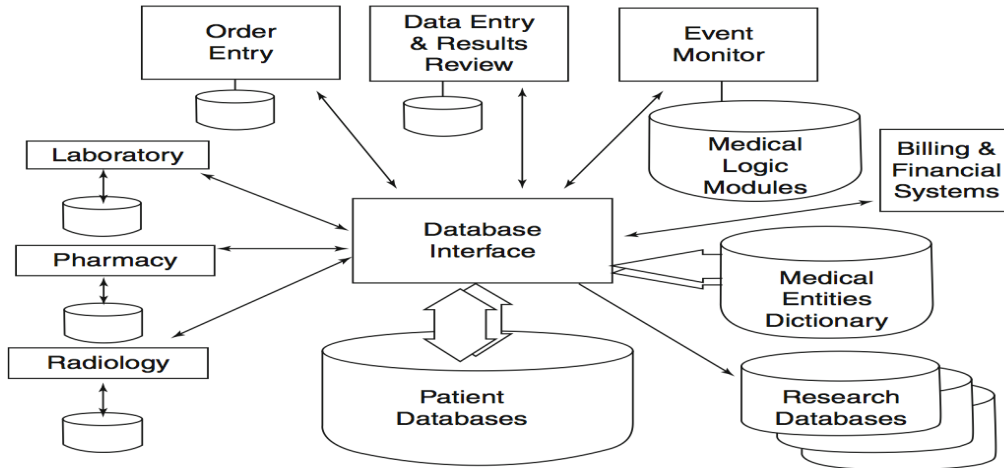 Order
Entry
Data Entry
& Results
Review
Event
Monitor
Laboratory
Medical
Logic
Modules
Billing &
Financial
Systems
Database
Interface
Pharmacy
Medical
Entities
Dictionary
Radiology
Patient
Databases
Research
Databases